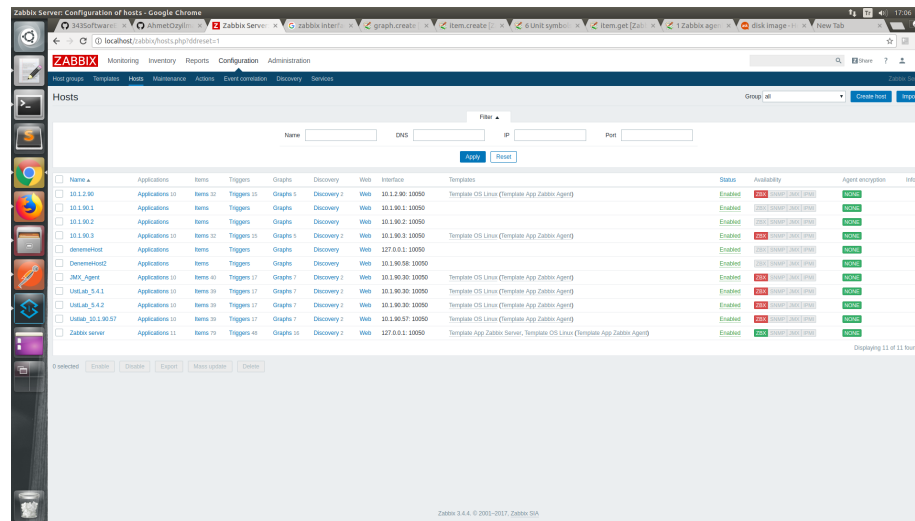 Zabbix Server: Configuration of hosts - Google Chrome
17:06
343Software
AhmetOzyilm
Zabbix Server
zabbix interf
graph.create
item.create
6 Unit symbol
item.get [Zab
1 Zabbix agen
disk image -
New Tab
localhost/zabbix/hosts.php?ddreset=1
ZABBIX Monitoring Inventory Reports Configuration Administration
Share ?
Host groups Templates Hosts Maintenance Actions Event correlation Discovery Services
Zabbix Se
Hosts
Group all Create host Impo
Filter
Name DNS IP Port
Apply Reset
Name Applications Items Triggers Graphs Discovery Web Interface Templates Status Availability Agent encryption Info
10.1.2.90 Applications 10 Items 32 Triggers 15 Graphs 5 Discovery 2 Web 10.1.2.90: 10050 Template OS Linux (Template App Zabbix Agent) Enabled ZBX SNMP JMX IPMI NONE
10.1.90.1 Applications Items Triggers Graphs Discovery Web 10.1.90.1: 10050 Enabled ZBX SNMP JMX IPMI NONE
10.1.90.2 Applications Items Triggers Graphs Discovery Web 10.1.90.2: 10050 Enabled ZBX SNMP JMX IPMI NONE
10.1.90.3 Applications 10 Items 32 Triggers 15 Graphs 5 Discovery 2 Web 10.1.90.3: 10050 Template OS Linux (Template App Zabbix Agent) Enabled ZBX SNMP JMX IPMI NONE
denemeHost Applications Items Triggers Graphs Discovery Web 127.0.0.1: 10050 Enabled ZBX SNMP JMX IPMI NONE
DenemeHost2 Applications Items Triggers Graphs Discovery Web 10.1.90.58: 10050 Enabled ZBX SNMP JMX IPMI NONE
JMX_Agent Applications 10 Items 40 Triggers 17 Graphs 7 Discovery 2 Web 10.1.90.30: 10050 Template OS Linux (Template App Zabbix Agent) Enabled ZBX SNMP JMX IPMI NONE
UstLab_5.4.1 Applications 10 Items 39 Triggers 17 Graphs 7 Discovery 2 Web 10.1.90.30: 10050 Template OS Linux (Template App Zabbix Agent) Enabled ZBX SNMP JMX IPMI NONE
UstLab_5.4.2 Applications 10 Items 39 Triggers 17 Graphs 7 Discovery 2 Web 10.1.90.30: 10050 Template OS Linux (Template App Zabbix Agent) Enabled ZBX SNMP JMX IPMI NONE
Ustlab_10.1.90.57 Applications 10 Items 39 Triggers 17 Graphs 7 Discovery 2 Web 10.1.90.57: 10050 Template OS Linux (Template App Zabbix Agent) Enabled ZBX SNMP JMX IPMI NONE
Zabbix server Applications 11 Items 79 Triggers 48 Graphs 16 Discovery 2 Web 127.0.0.1: 10050 Template App Zabbix Server, Template OS Linux (Template App Zabbix Agent) Enabled ZBX SNMP JMX IPMI NONE
Displaying 11 of 11 foun
0 selected Enable Disable Export Mass update Delete
Zabbix 3.4.4. © 2001–2017, Zabbix SIA